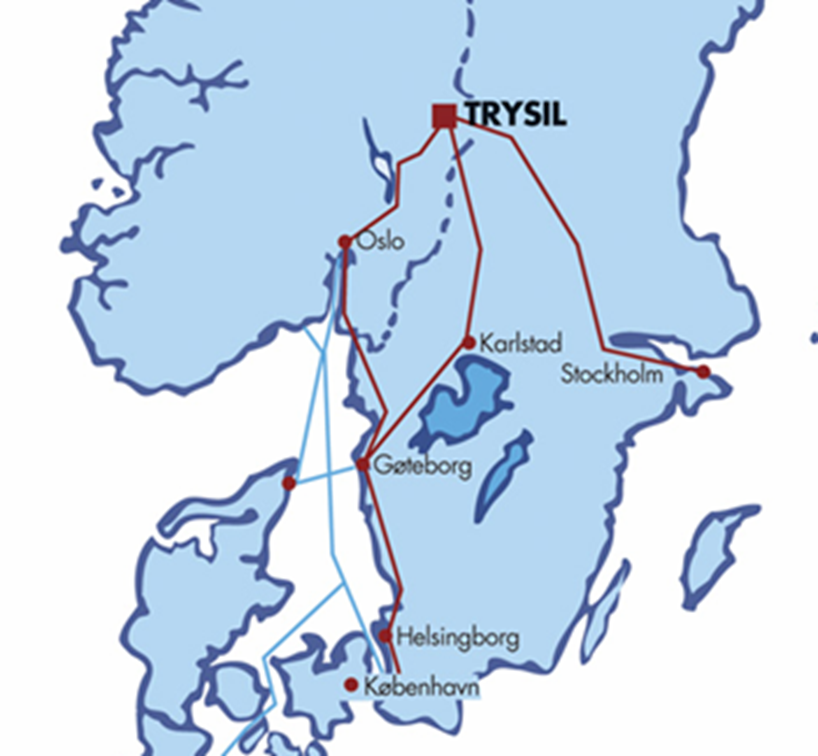 TRYSIL
Oslo
Karlstad
Stockholm
Gøteborg
Helsingborg
København